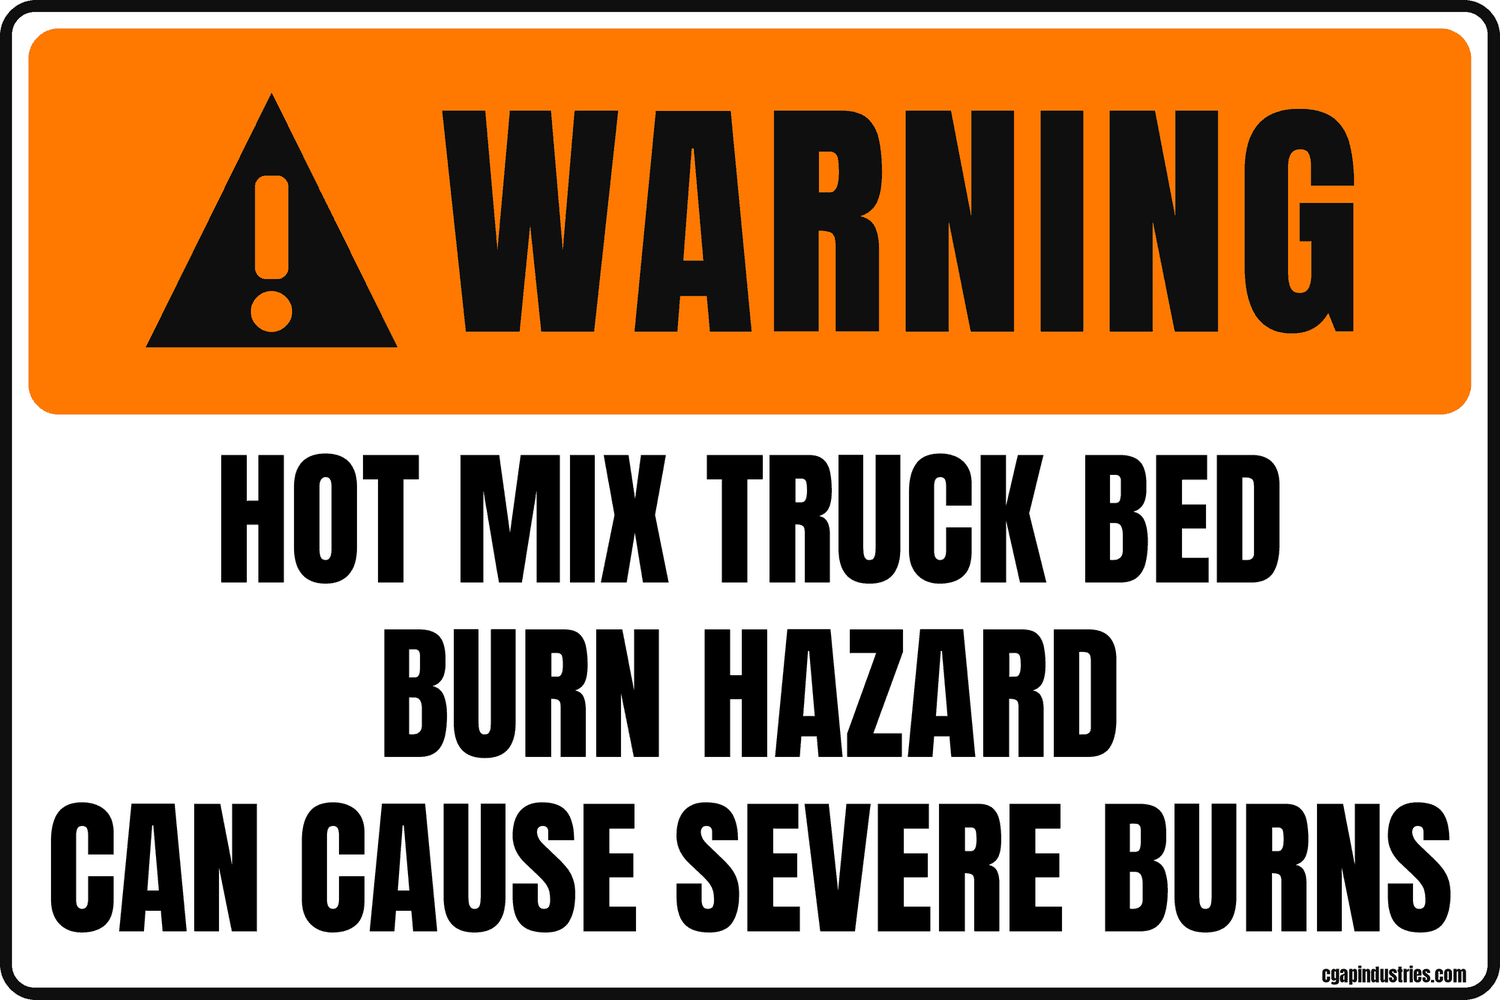 WARNING
HOT MIX TRUCK BED
BURN HAZARD
CAN CAUSE SEVERE BURNS
cgapindustries.com